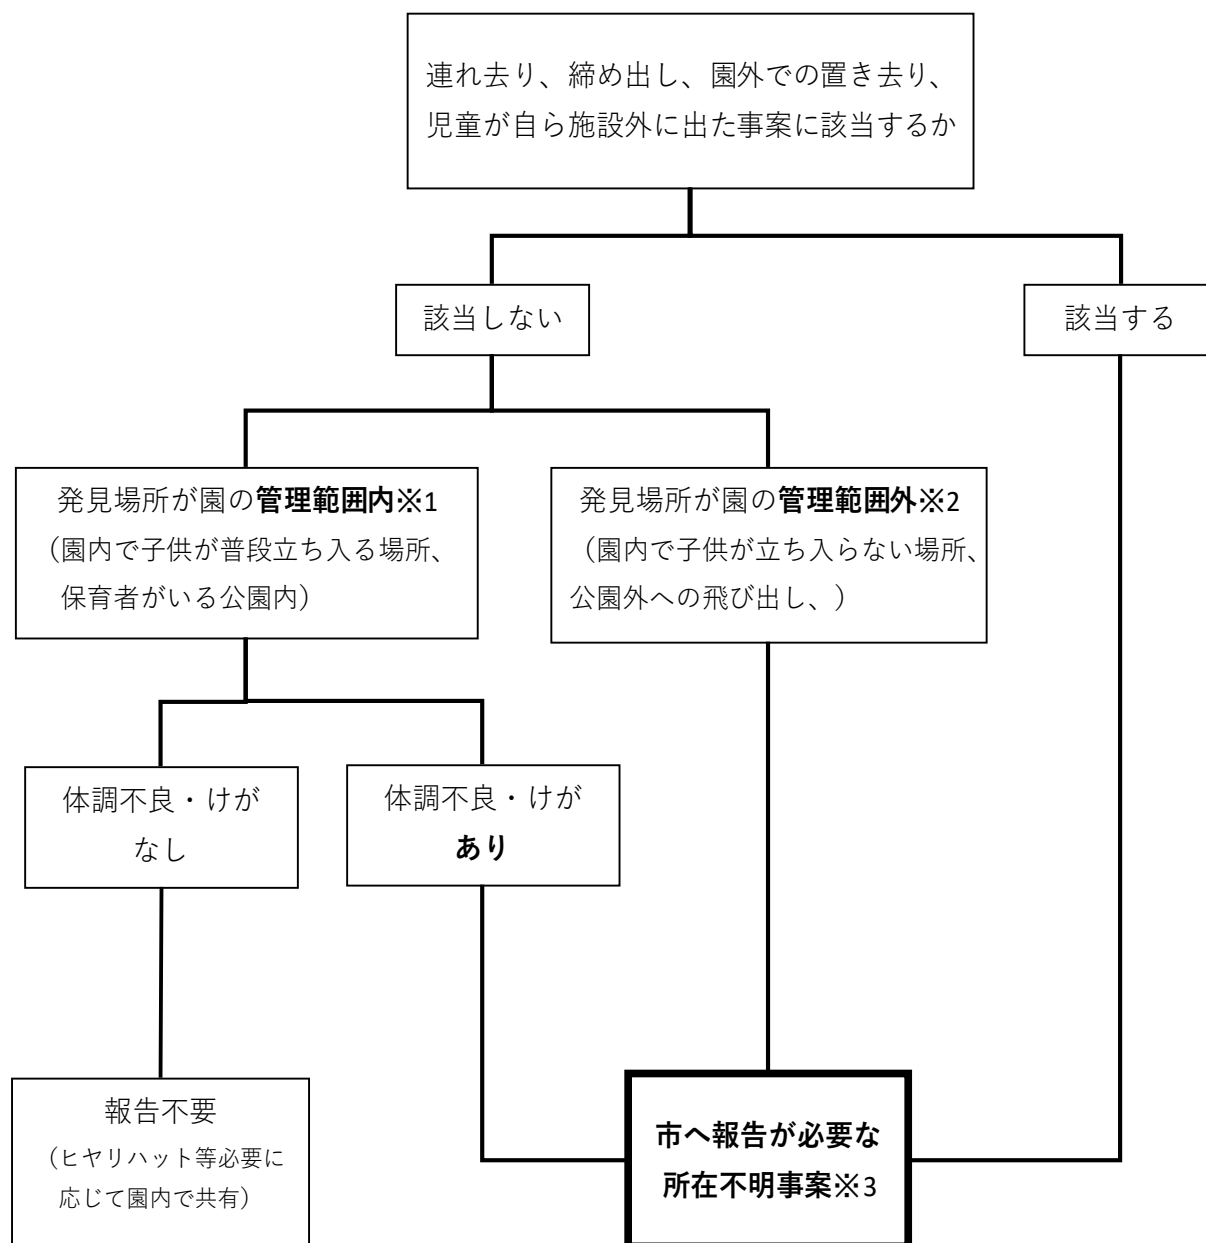 連れ去り、締め出し、園外での置き去り、
児童が自ら施設外に出た事案に該当するか
該当しない
該当する
発見場所が園の管理範囲内※1
（園内で子供が普段立ち入る場所、
保育者がいる公園内）
発見場所が園の管理範囲外※2
（園内で子供が立ち入らない場所、
公園外への飛び出し、）
体調不良・けが
なし
体調不良・けが
あり
報告不要
（ヒヤリハット等必要に
応じて園内で共有）
市へ報告が必要な
所在不明事案※3